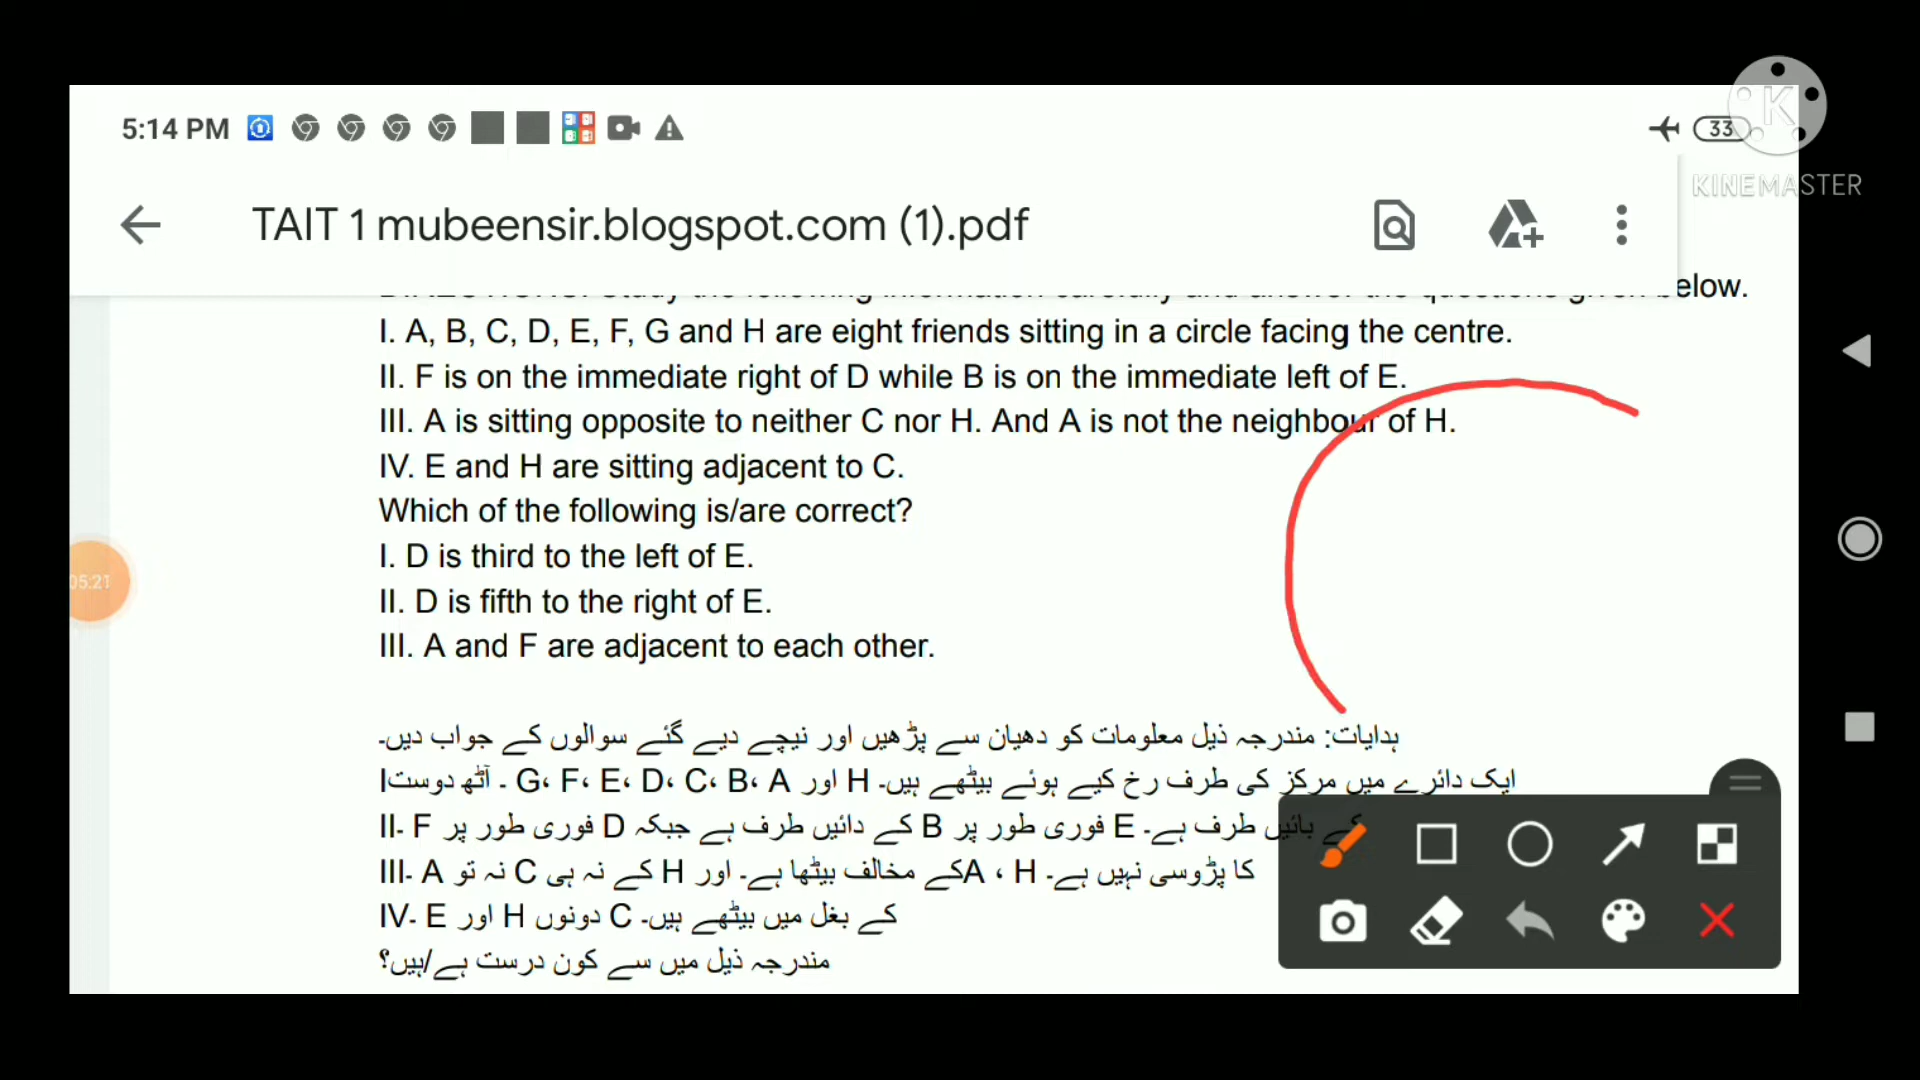 5:14 PM
33
KINEMASTER
TAIT 1 mubeensir.blogspot.com (1).pdf
elow.
I. A, B, C, D, E, F, G and H are eight friends sitting in a circle facing the centre.
II. F is on the immediate right of D while B is on the immediate left of E.
III. A is sitting opposite to neither C nor H. And A is not the neighbour of H.
IV. E and H are sitting adjacent to C.
Which of the following is/are correct?
I. D is third to the left of E.
05:21
II. D is fifth to the right of E.
III. A and F are adjacent to each other.
ہدایات: مندرجہ ذیل معلومات کو دھیان سے پڑھیں اور نیچے دیے گئے سوالوں کے جواب دیں۔
I۔ آٹھ دوست G، F، E، D، C، B، A اور H ایک دائرے میں مرکز کی طرف رخ کیے ہوئے بیٹھے ہیں۔
II- F فوری طور پر D کے دائیں طرف ہے جبکہ B فوری طور پر E کے بائیں طرف ہے۔
III- A نہ تو C نہ ہی H کے مخالف بیٹھا ہے۔ اور A ، H کا پڑوسی نہیں ہے۔
IV- E اور H دونوں C کے بغل میں بیٹھے ہیں۔
مندرجہ ذیل میں سے کون درست ہے/ہیں؟